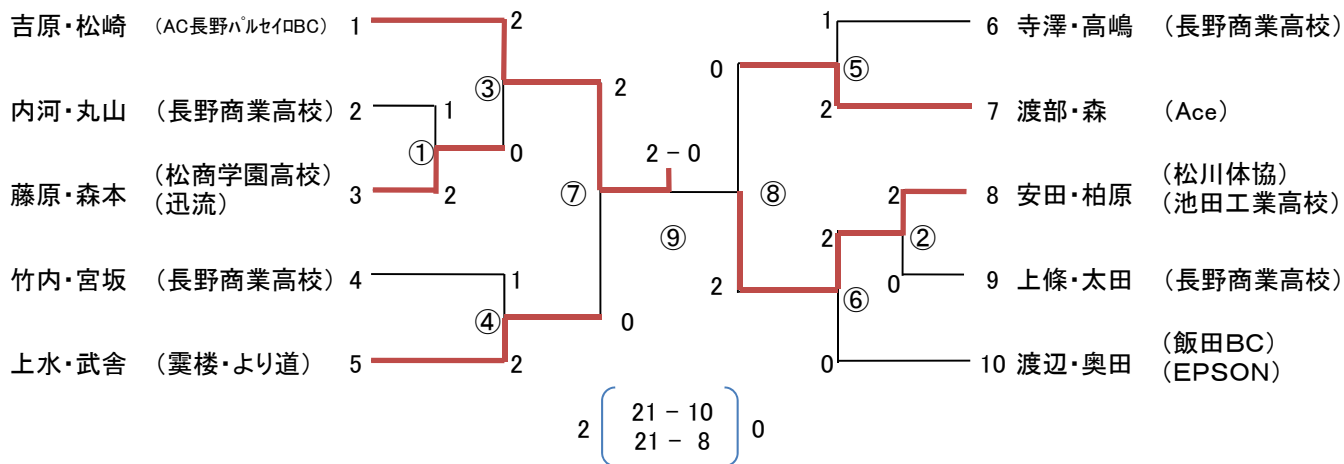 吉原・松崎 (AC長野パルセイロBC) 1 2 1 6 寺澤・高嶋 (長野商業高校)
0 ⑤
③ 2
内河・丸山 (長野商業高校) 2 1 2 7 渡部・森 (Ace)
① 0 2 − 0
藤原・森本 (松商学園高校) 3 2 ⑦ ⑧ 2 8 安田・柏原 (松川体協)
(迅流) (池田工業高校)
⑨ 2 ②
竹内・宮坂 (長野商業高校) 4 1 2 0 9 上條・太田 (長野商業高校)
⑥
④ 0
上水・武舎 (霙楼・より道) 5 2 0 10 渡辺・奥田 (飯田BC)
(EPSON)
2 21 − 10 0
21 − 8